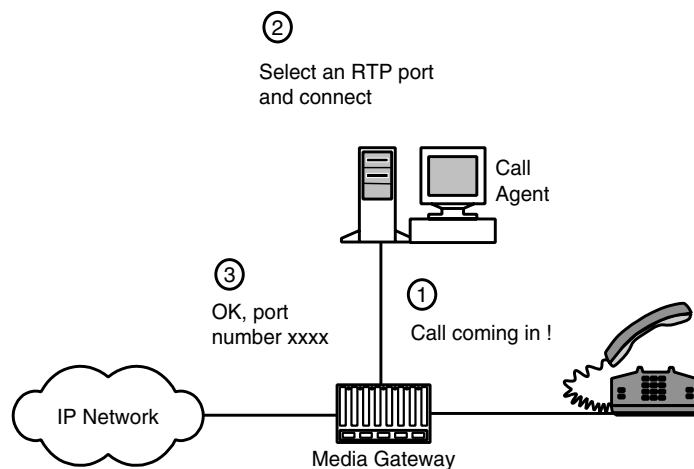 2
Select an RTP port
and connect
Call
Agent
3
OK, port
number xxxx
1
Call coming in !
IP Network
Media Gateway